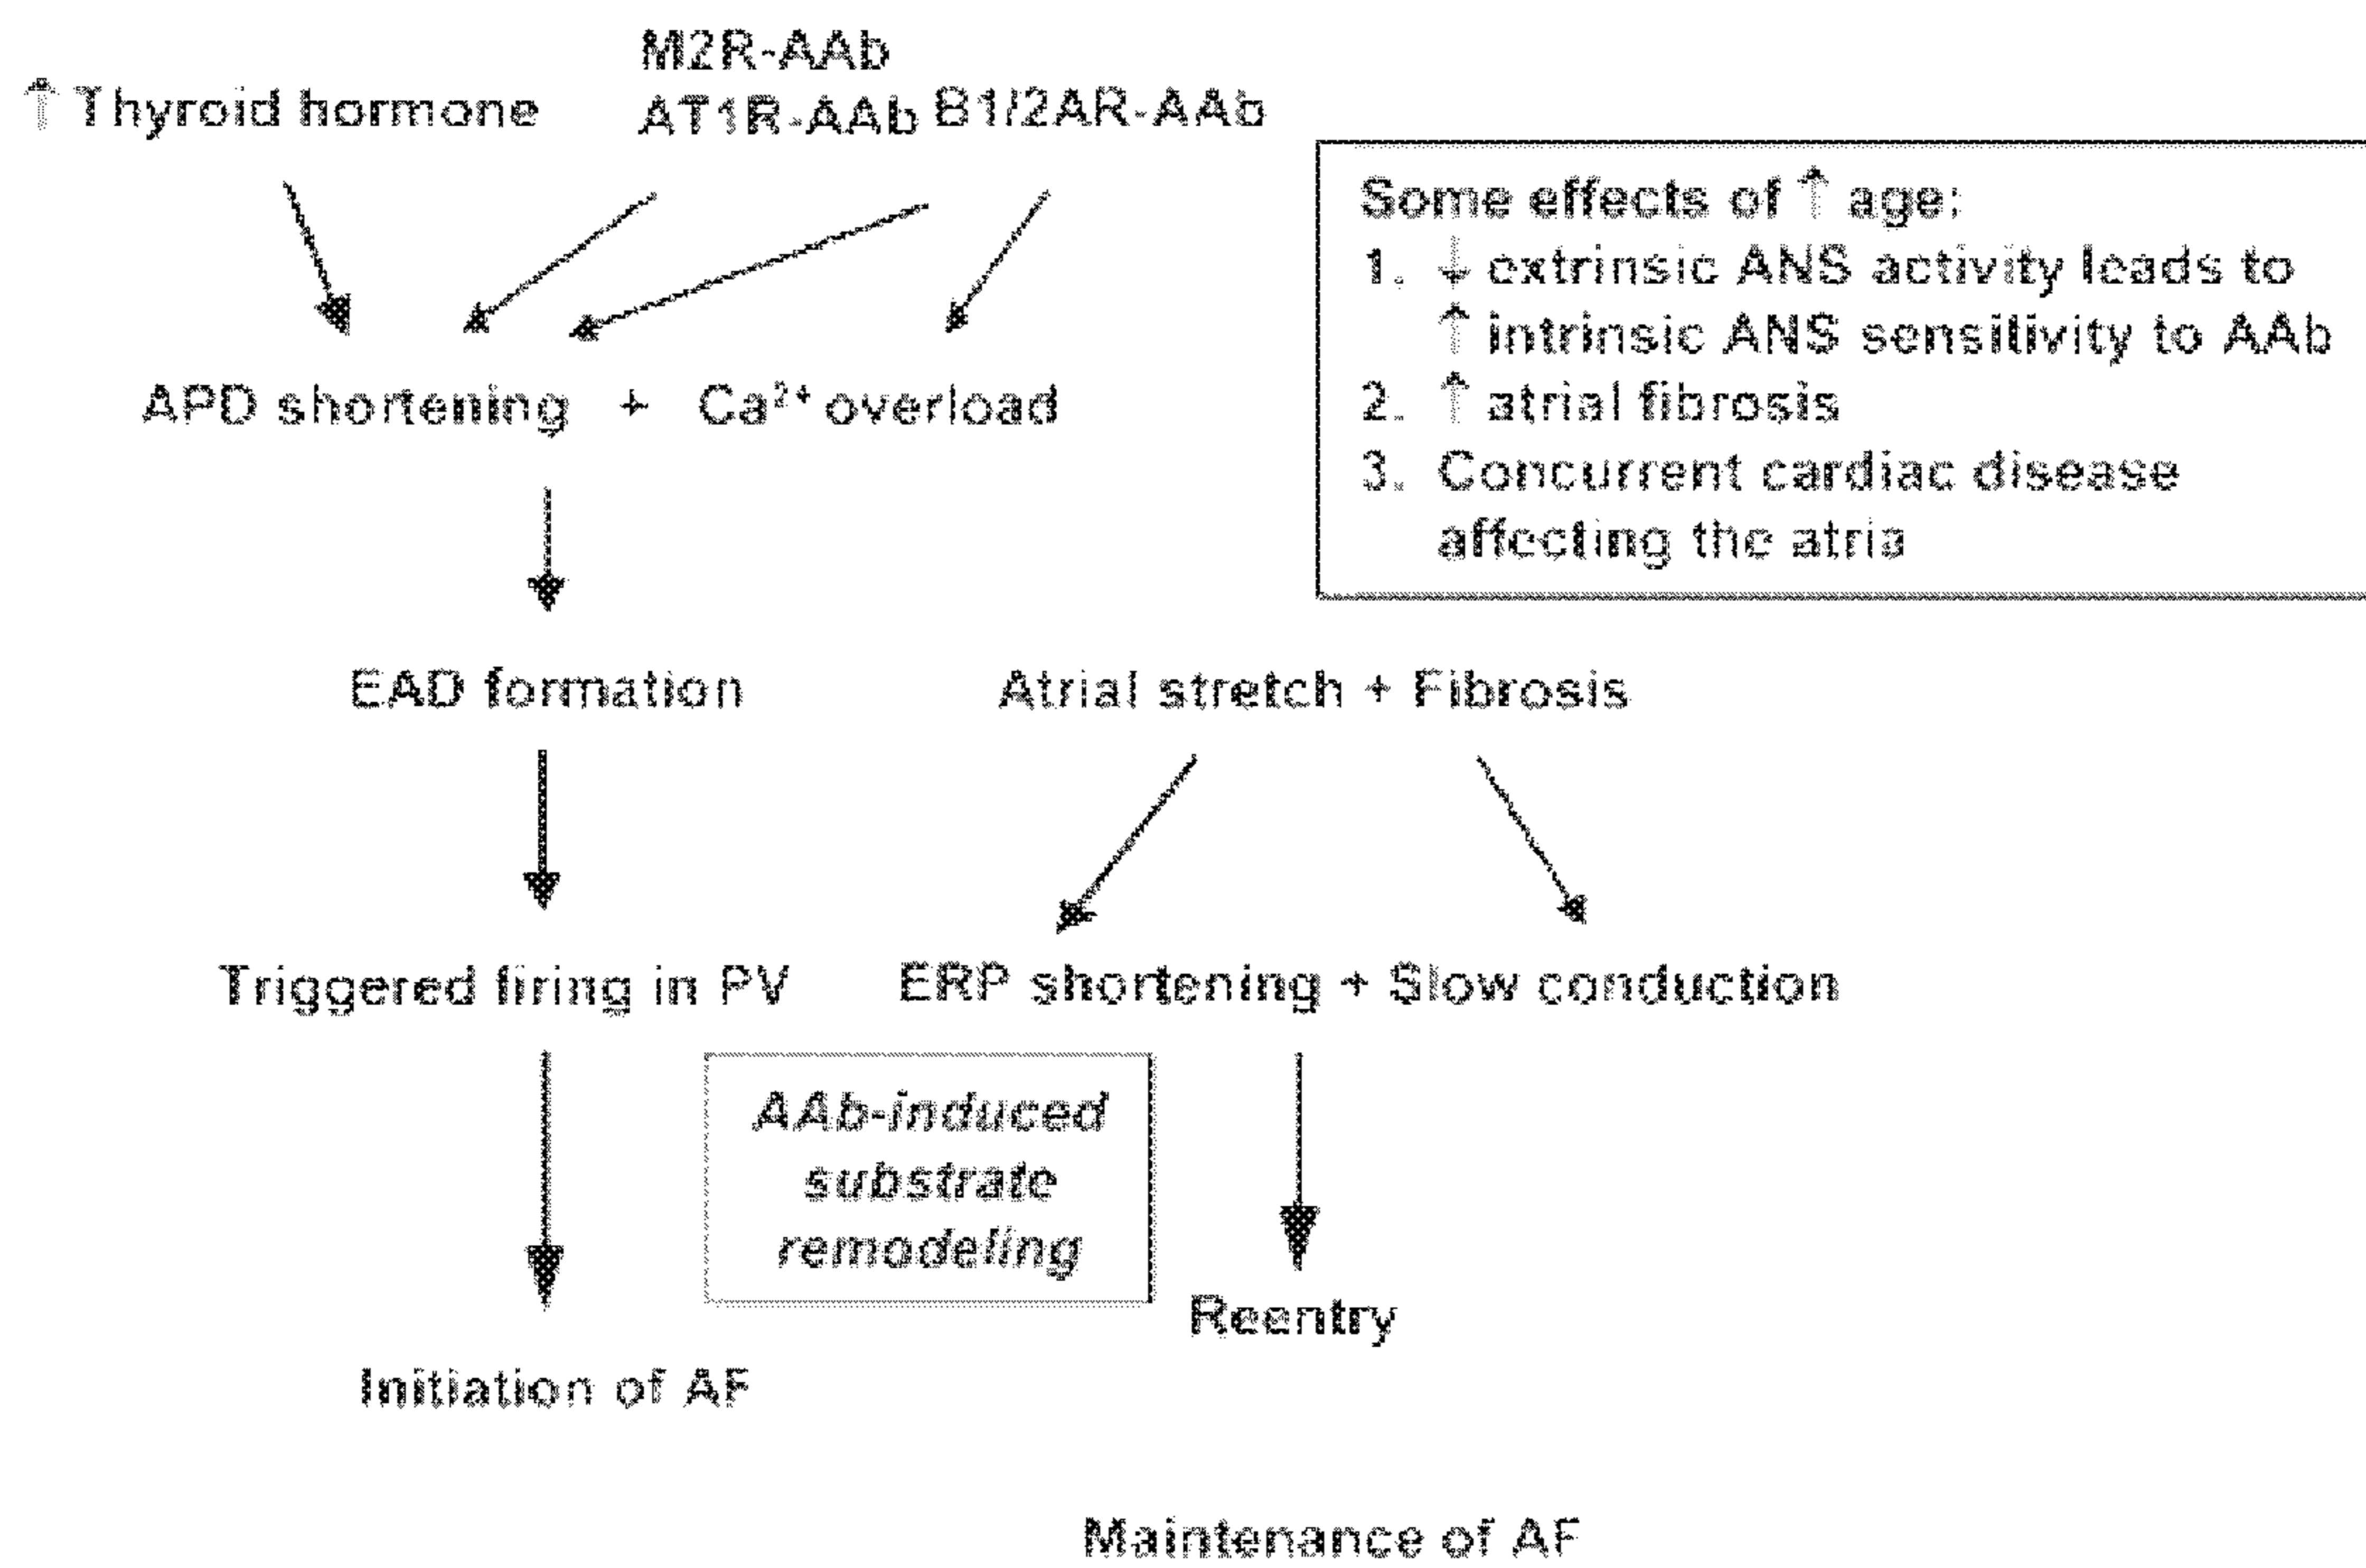 ↑ Thyroid hormone
M2R-AAb
AT1R-AAb
B1/2AR-AAb
APD shortening + Ca²⁺ overload
Some effects of ↑ age:
1. ↓ extrinsic ANS activity leads to
↑ intrinsic ANS sensitivity to AAb
2. ↑ atrial fibrosis
3. Concurrent cardiac disease
affecting the atria
EAD formation
Atrial stretch + Fibrosis
Triggered firing in PV
ERP shortening + Slow conduction
AAb-induced
substrate
remodeling
Reentry
Initiation of AF
Maintenance of AF